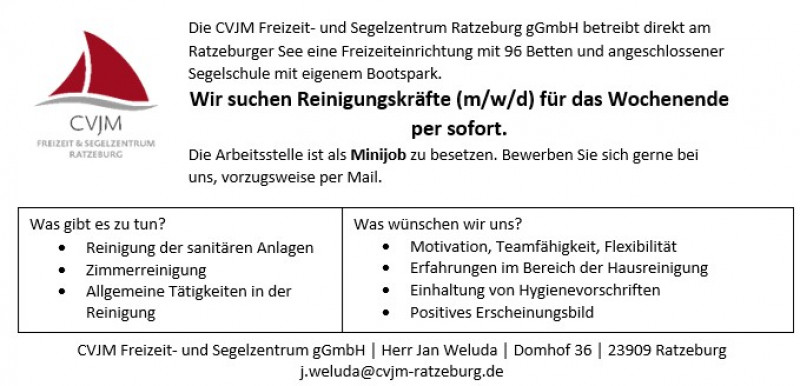 Die CVJM Freizeit- und Segelzentrum Ratzeburg gGmbH betreibt direkt am
Ratzeburger See eine Freizeiteinrichtung mit 96 Betten und angeschlossener
Segelschule mit eigenem Bootspark.
Wir suchen Reinigungskräfte (m/w/d) für das Wochenende
per sofort.
CVJM
FREIZEIT & SEGELZENTRUM
RATZEBURG
Die Arbeitsstelle ist als Minijob zu besetzen. Bewerben Sie sich gerne bei
uns, vorzugsweise per Mail.
Was gibt es zu tun?
• Reinigung der sanitären Anlagen
• Zimmerreinigung
• Allgemeine Tätigkeiten in der
Reinigung
Was wünschen wir uns?
• Motivation, Teamfähigkeit, Flexibilität
• Erfahrungen im Bereich der Hausreinigung
• Einhaltung von Hygienevorschriften
• Positives Erscheinungsbild
CVJM Freizeit- und Segelzentrum gGmbH | Herr Jan Weluda | Domhof 36 | 23909 Ratzeburg
j.weluda@cvjm-ratzeburg.de